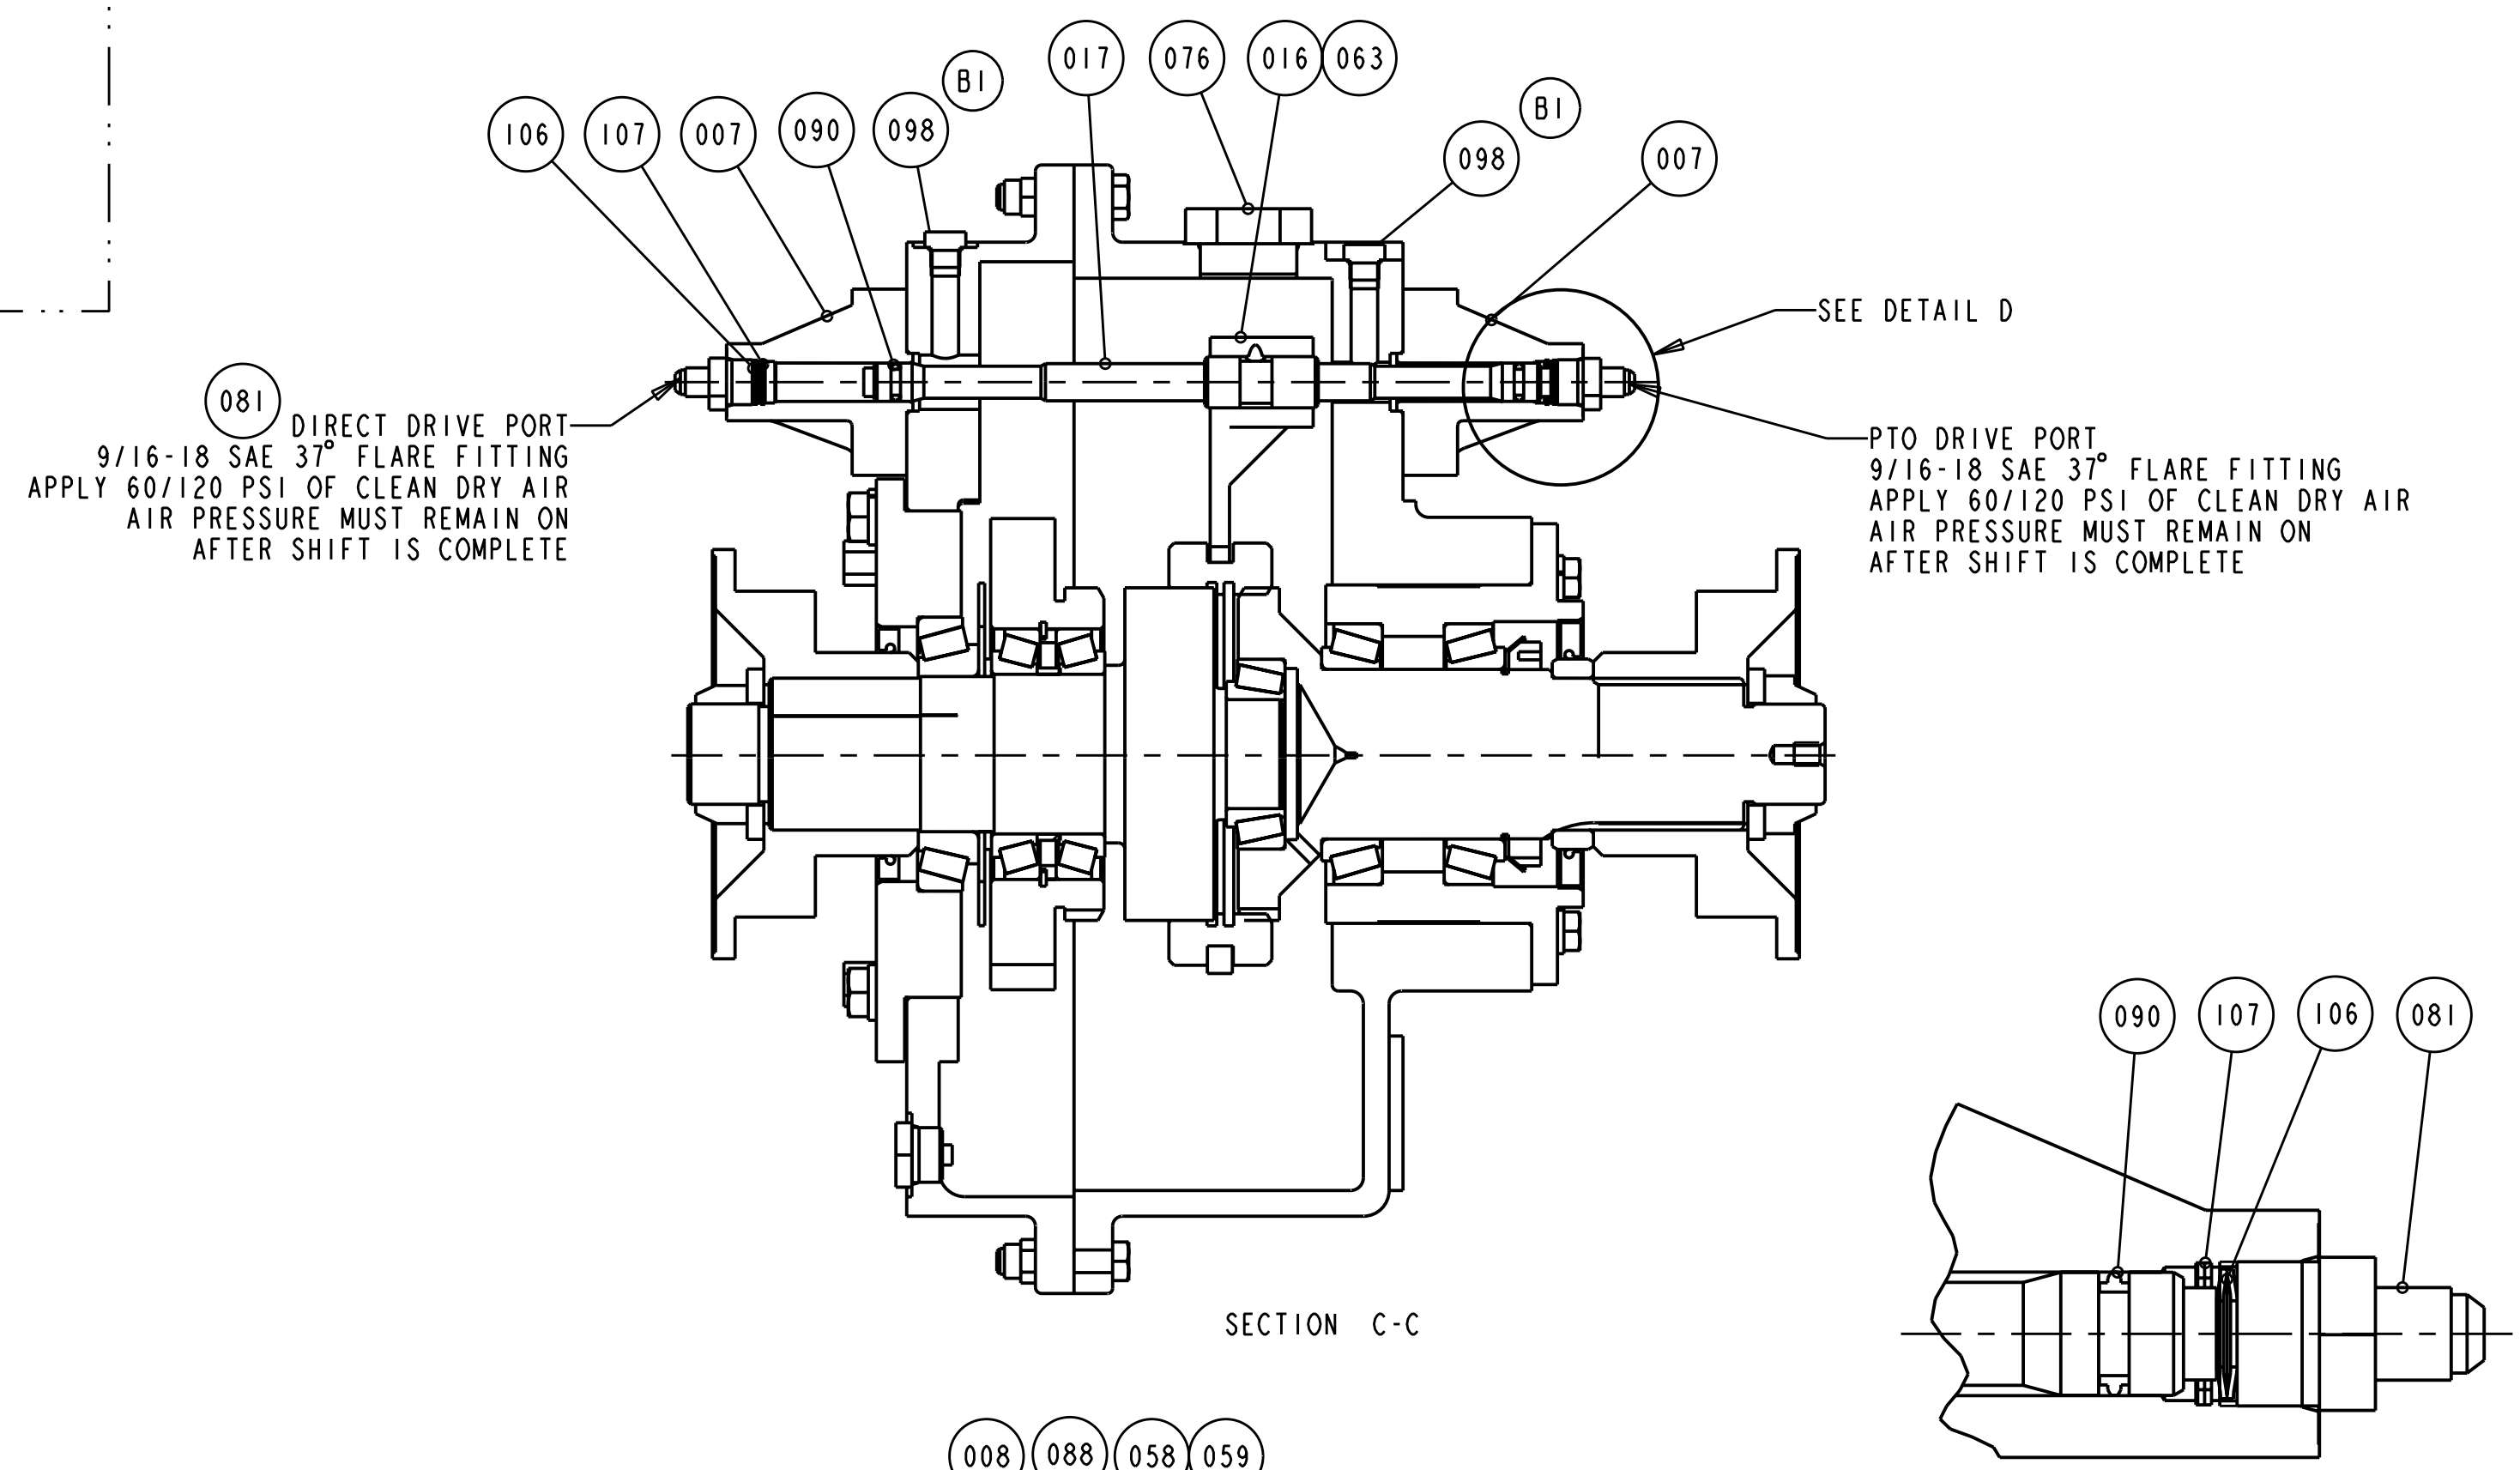 017
076
016
063
B1
B1
106
107
007
090
098
098
007
SEE DETAIL D
081
DIRECT DRIVE PORT
9/16-18 SAE 37° FLARE FITTING
APPLY 60/120 PSI OF CLEAN DRY AIR
AIR PRESSURE MUST REMAIN ON
AFTER SHIFT IS COMPLETE
PTO DRIVE PORT
9/16-18 SAE 37° FLARE FITTING
APPLY 60/120 PSI OF CLEAN DRY AIR
AIR PRESSURE MUST REMAIN ON
AFTER SHIFT IS COMPLETE
090
107
106
081
SECTION C-C
008
088
058
059